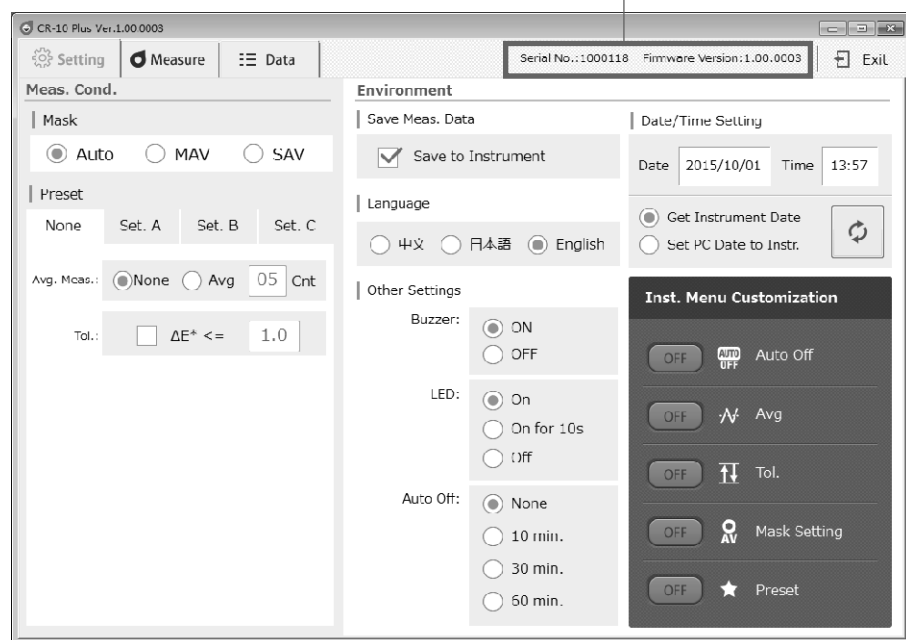 CR-10 Plus Ver.1.00.0003
Setting Measure Data
Serial No.:1000118 Firmware Version:1.00.0003 Exit
Meas. Cond.
Mask
Auto MAV SAV
Preset
None Set. A Set. B Set. C
Avg. Meas.: None Avg 05 Cnt
Tol.: ΔE* <= 1.0
Environment
Save Meas. Data
Save to Instrument
Language
中文 日本語 English
Other Settings
Buzzer: ON
OFF
LED: On
On for 10s
Off
Auto Off: None
10 min.
30 min.
60 min.
Date/Time Setting
Date 2015/10/01 Time 13:57
Get Instrument Date
Set PC Date to Instr.
Inst. Menu Customization
OFF AUTO OFF Auto Off
OFF Avg
OFF Tol.
OFF AV Mask Setting
OFF Preset